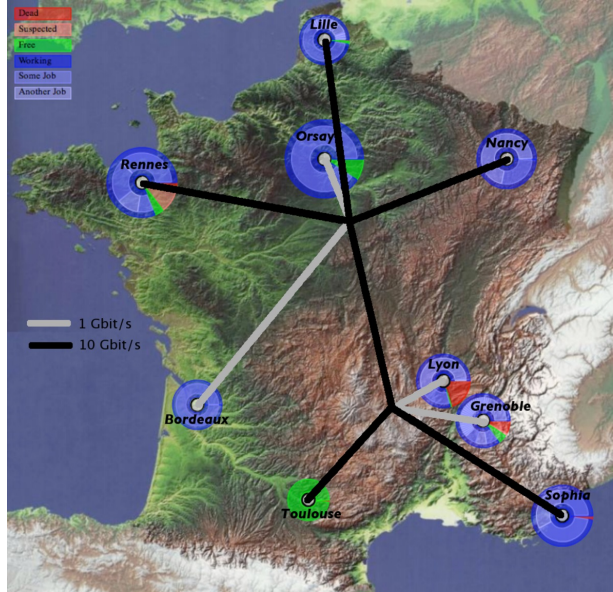 Dead
Suspected
Free
Working
Some Job
Another Job
Lille
Orsay
Nancy
Rennes
1 Gbit/s
10 Gbit/s
Lyon
Grenoble
Bordeaux
Sophia
Toulouse